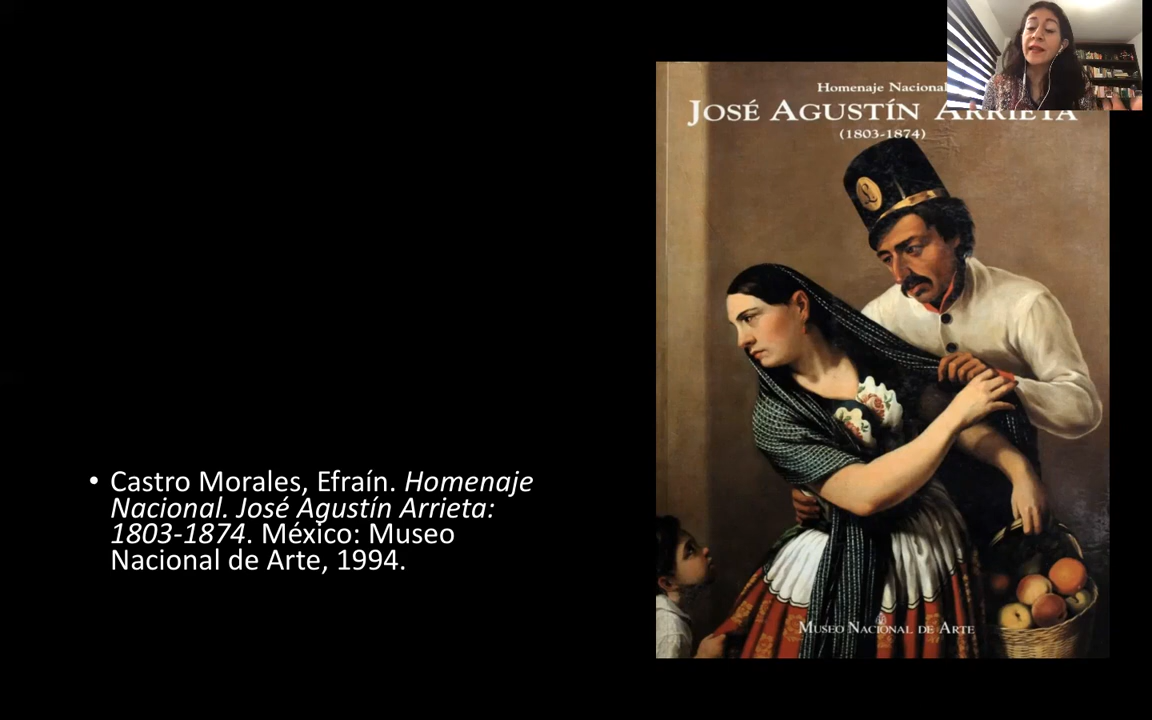 Homenaje Nacional
JOSÉ AGUSTÍN ARRIETA
(1803-1874)
• Castro Morales, Efraín. Homenaje
Nacional. José Agustín Arrieta:
1803-1874. México: Museo
Nacional de Arte, 1994.
MUSEO NACIONAL DE ARTE